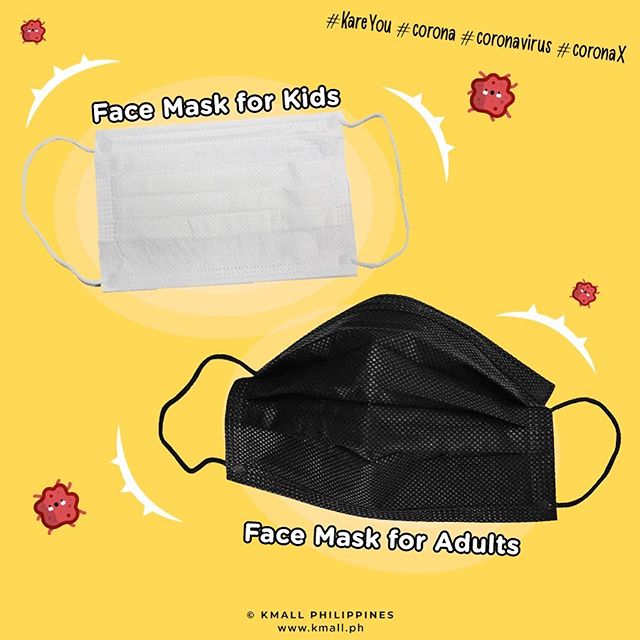 #KareYou #corona #coronavirus #coronaX
Face Mask for Kids
Face Mask for Adults
© KMALL PHILIPPINES
www.kmall.ph